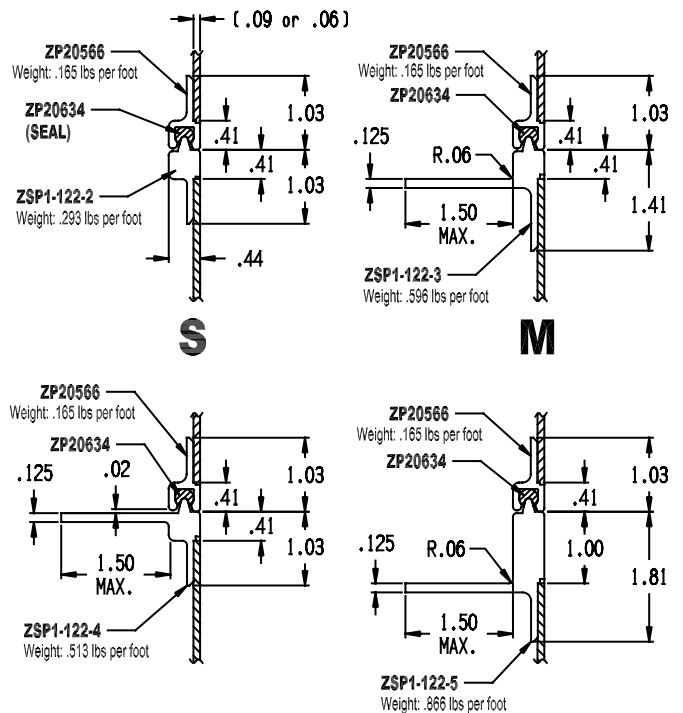 (.09 or .06)
ZP20566
Weight: .165 lbs per foot
ZP20634
(SEAL)
1.03
.41
.41
1.03
ZSP1-122-2
Weight: .293 lbs per foot
.44
S
ZP20566
Weight: .165 lbs per foot
ZP20634
1.03
.41
.125
R.06
.41
1.50
MAX.
1.41
ZSP1-122-3
Weight: .596 lbs per foot
M
ZP20566
Weight: .165 lbs per foot
ZP20634
1.03
.125
.02
.41
.41
1.03
1.50
MAX.
ZSP1-122-4
Weight: .513 lbs per foot
ZP20566
Weight: .165 lbs per foot
ZP20634
1.03
.41
.125
R.06
1.00
1.81
1.50
MAX.
ZSP1-122-5
Weight: .866 lbs per foot